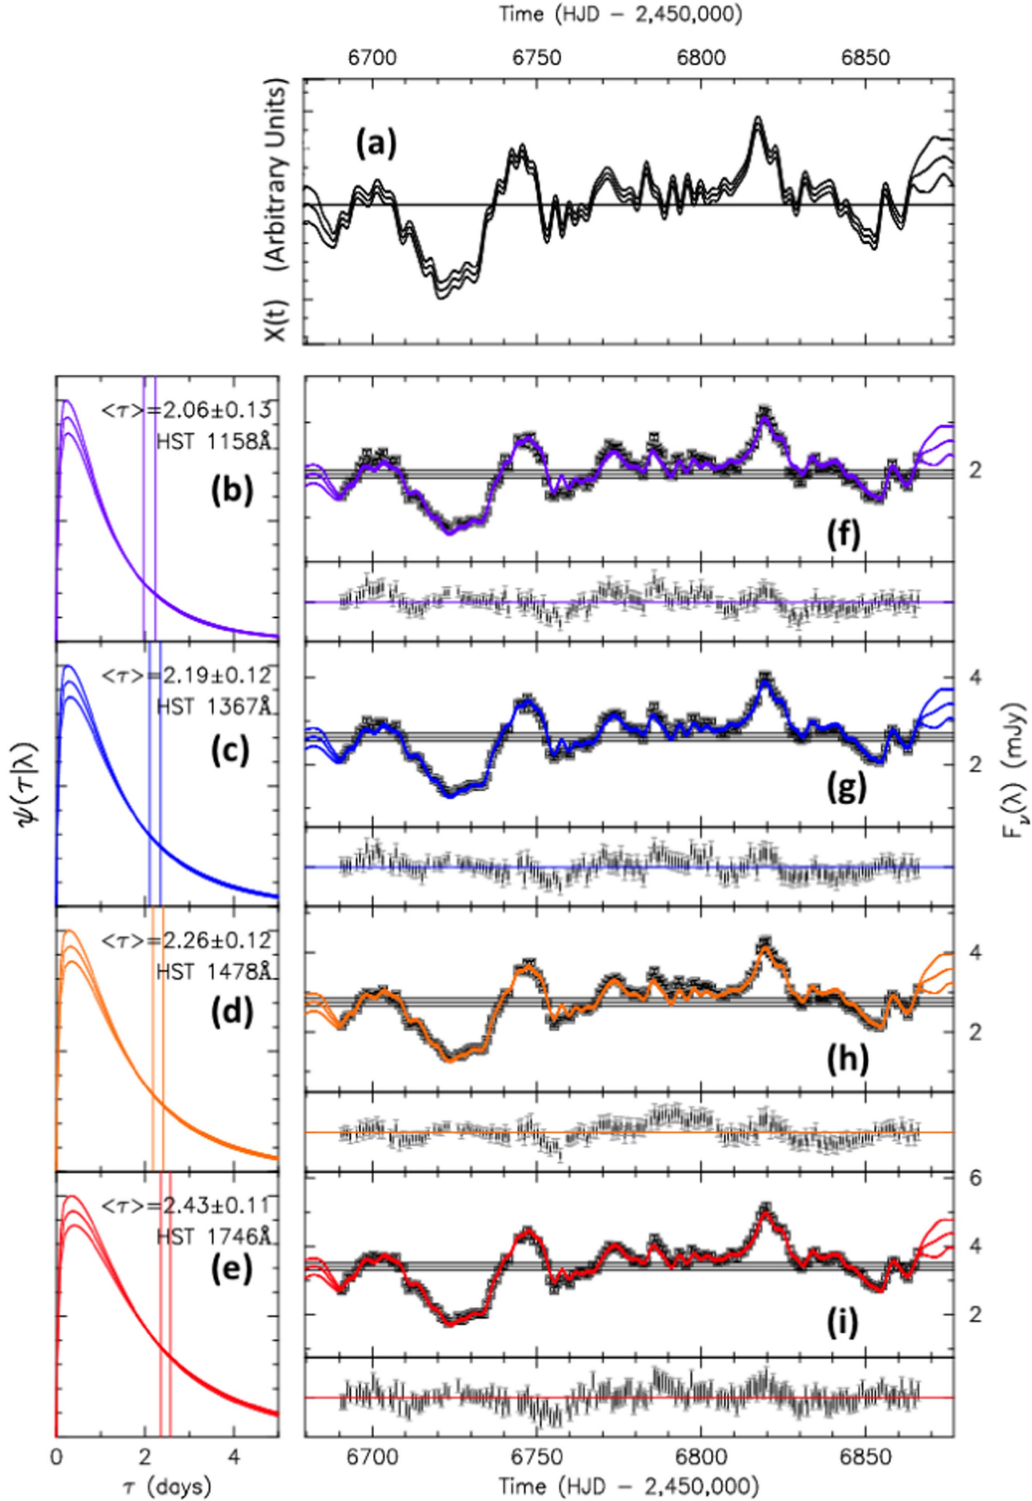 Time (HJD − 2,450,000)
6700 6750 6800 6850
X(t) (Arbitrary Units)
(a)
<τ>=2.06±0.13
HST 1158Å
(b)
(f)
2
<τ>=2.19±0.12
HST 1367Å
(c)
(g)
4
2
<τ>=2.26±0.12
HST 1478Å
(d)
(h)
4
2
<τ>=2.43±0.11
HST 1746Å
(e)
(i)
6
4
2
ψ(τ|λ)
Fν(λ) (mJy)
0 2 4
τ (days)
6700 6750 6800 6850
Time (HJD − 2,450,000)